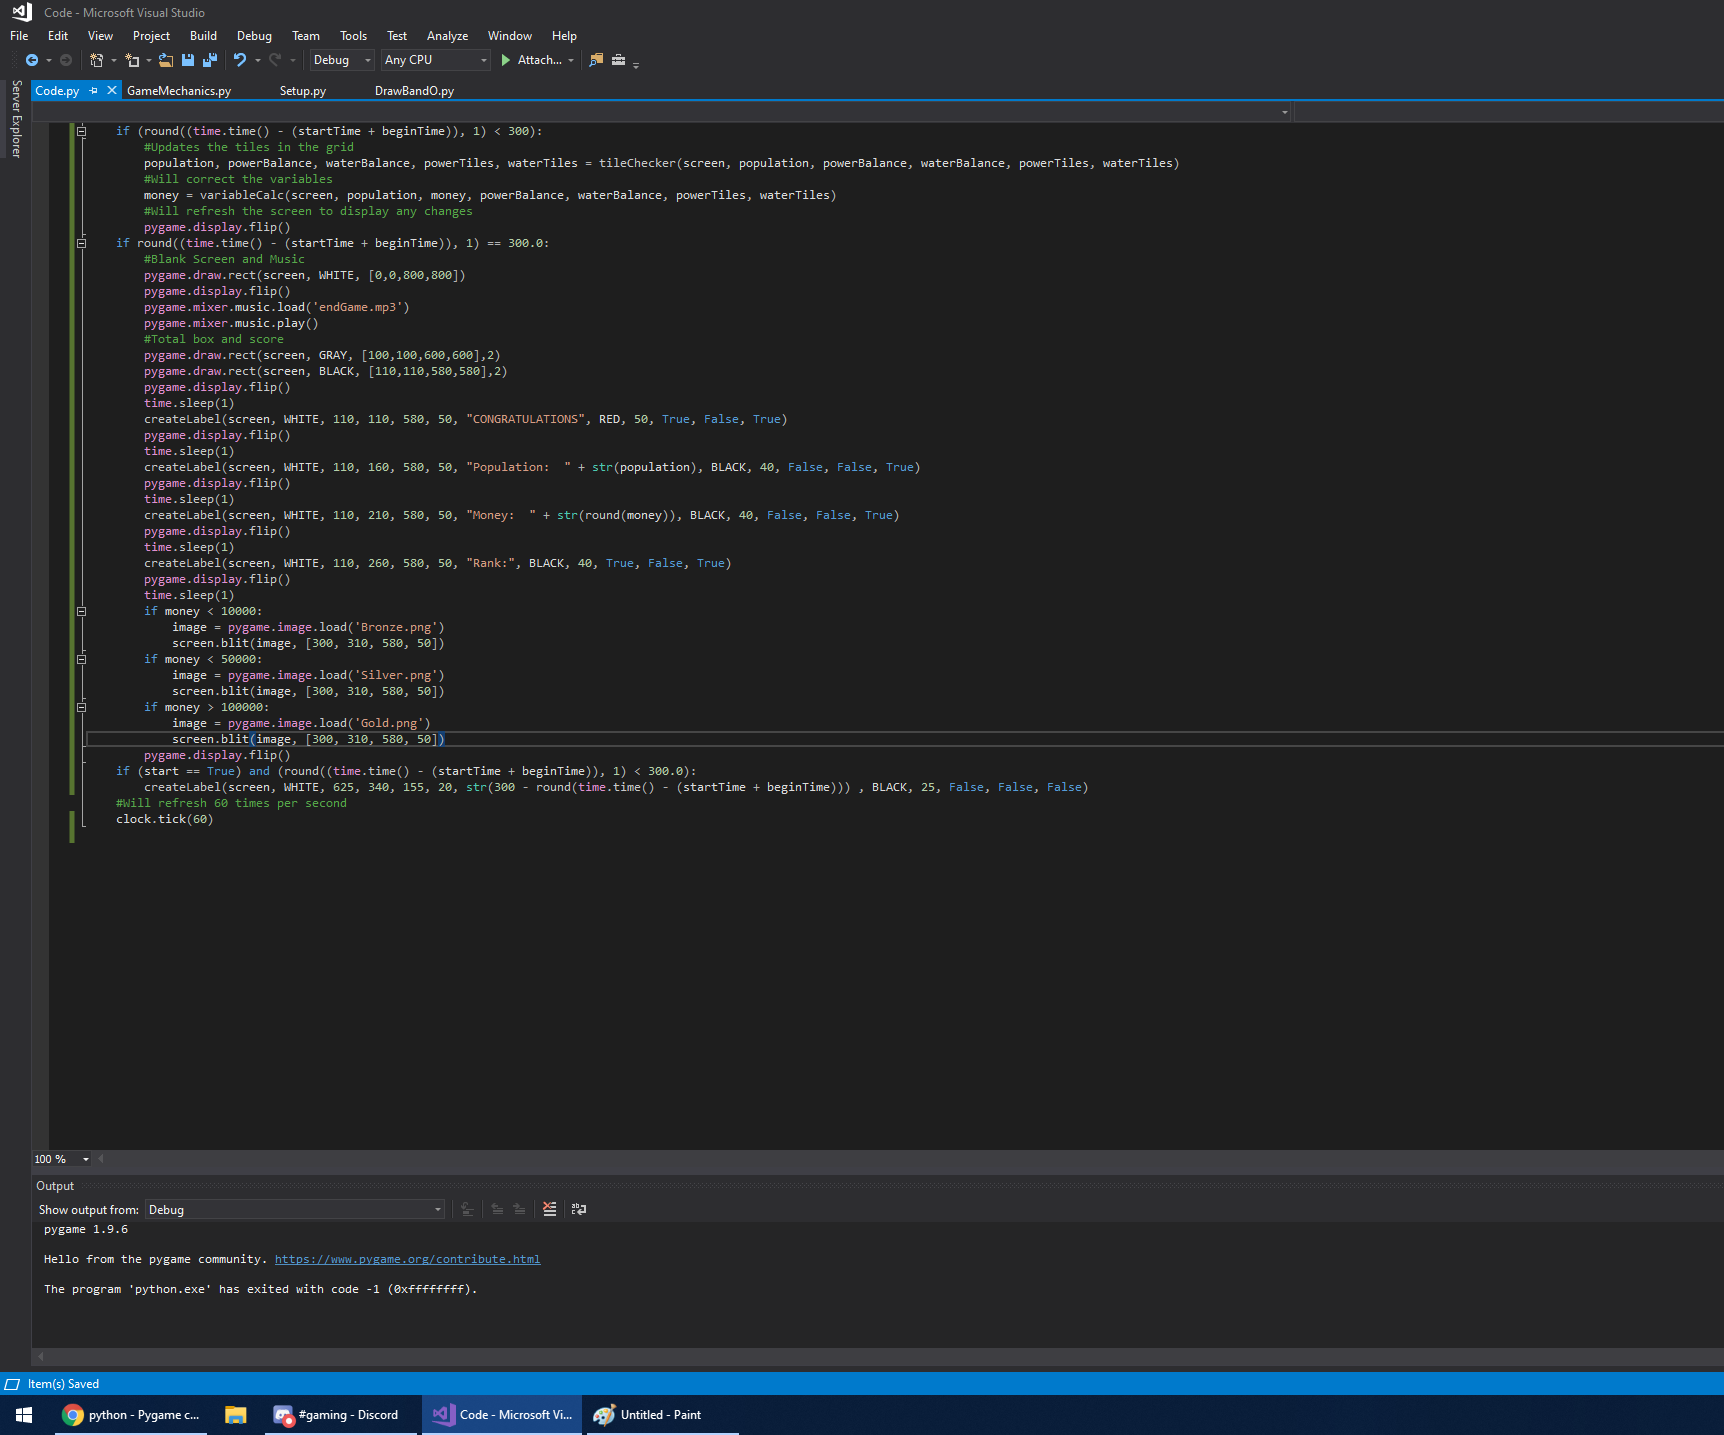 Code - Microsoft Visual Studio
File Edit View Project Build Debug Team Tools Test Analyze Window Help
Debug Any CPU Attach...
Server Explorer
Code.py GameMechanics.py Setup.py DrawBandO.py
if (round((time.time() - (startTime + beginTime)), 1) < 300):
#Updates the tiles in the grid
population, powerBalance, waterBalance, powerTiles, waterTiles = tileChecker(screen, population, powerBalance, waterBalance, powerTiles, waterTiles)
#Will correct the variables
money = variableCalc(screen, population, money, powerBalance, waterBalance, powerTiles, waterTiles)
#Will refresh the screen to display any changes
pygame.display.flip()
if round((time.time() - (startTime + beginTime)), 1) == 300.0:
#Blank Screen and Music
pygame.draw.rect(screen, WHITE, [0,0,800,800])
pygame.display.flip()
pygame.mixer.music.load('endGame.mp3')
pygame.mixer.music.play()
#Total box and score
pygame.draw.rect(screen, GRAY, [100,100,600,600],2)
pygame.draw.rect(screen, BLACK, [110,110,580,580],2)
pygame.display.flip()
time.sleep(1)
createLabel(screen, WHITE, 110, 110, 580, 50, "CONGRATULATIONS", RED, 50, True, False, True)
pygame.display.flip()
time.sleep(1)
createLabel(screen, WHITE, 110, 160, 580, 50, "Population:  " + str(population), BLACK, 40, False, False, True)
pygame.display.flip()
time.sleep(1)
createLabel(screen, WHITE, 110, 210, 580, 50, "Money:  " + str(round(money)), BLACK, 40, False, False, True)
pygame.display.flip()
time.sleep(1)
createLabel(screen, WHITE, 110, 260, 580, 50, "Rank:", BLACK, 40, True, False, True)
pygame.display.flip()
time.sleep(1)
if money < 10000:
image = pygame.image.load('Bronze.png')
screen.blit(image, [300, 310, 580, 50])
if money < 50000:
image = pygame.image.load('Silver.png')
screen.blit(image, [300, 310, 580, 50])
if money > 100000:
image = pygame.image.load('Gold.png')
screen.blit(image, [300, 310, 580, 50])
pygame.display.flip()
if (start == True) and (round((time.time() - (startTime + beginTime)), 1) < 300.0):
createLabel(screen, WHITE, 625, 340, 155, 20, str(300 - round(time.time() - (startTime + beginTime))) , BLACK, 25, False, False, False)
#Will refresh 60 times per second
clock.tick(60)
100 %
Output
Show output from: Debug
pygame 1.9.6
Hello from the pygame community. https://www.pygame.org/contribute.html
The program 'python.exe' has exited with code -1 (0xffffffff).
Item(s) Saved
python - Pygame c... #gaming - Discord Code - Microsoft Vi... Untitled - Paint